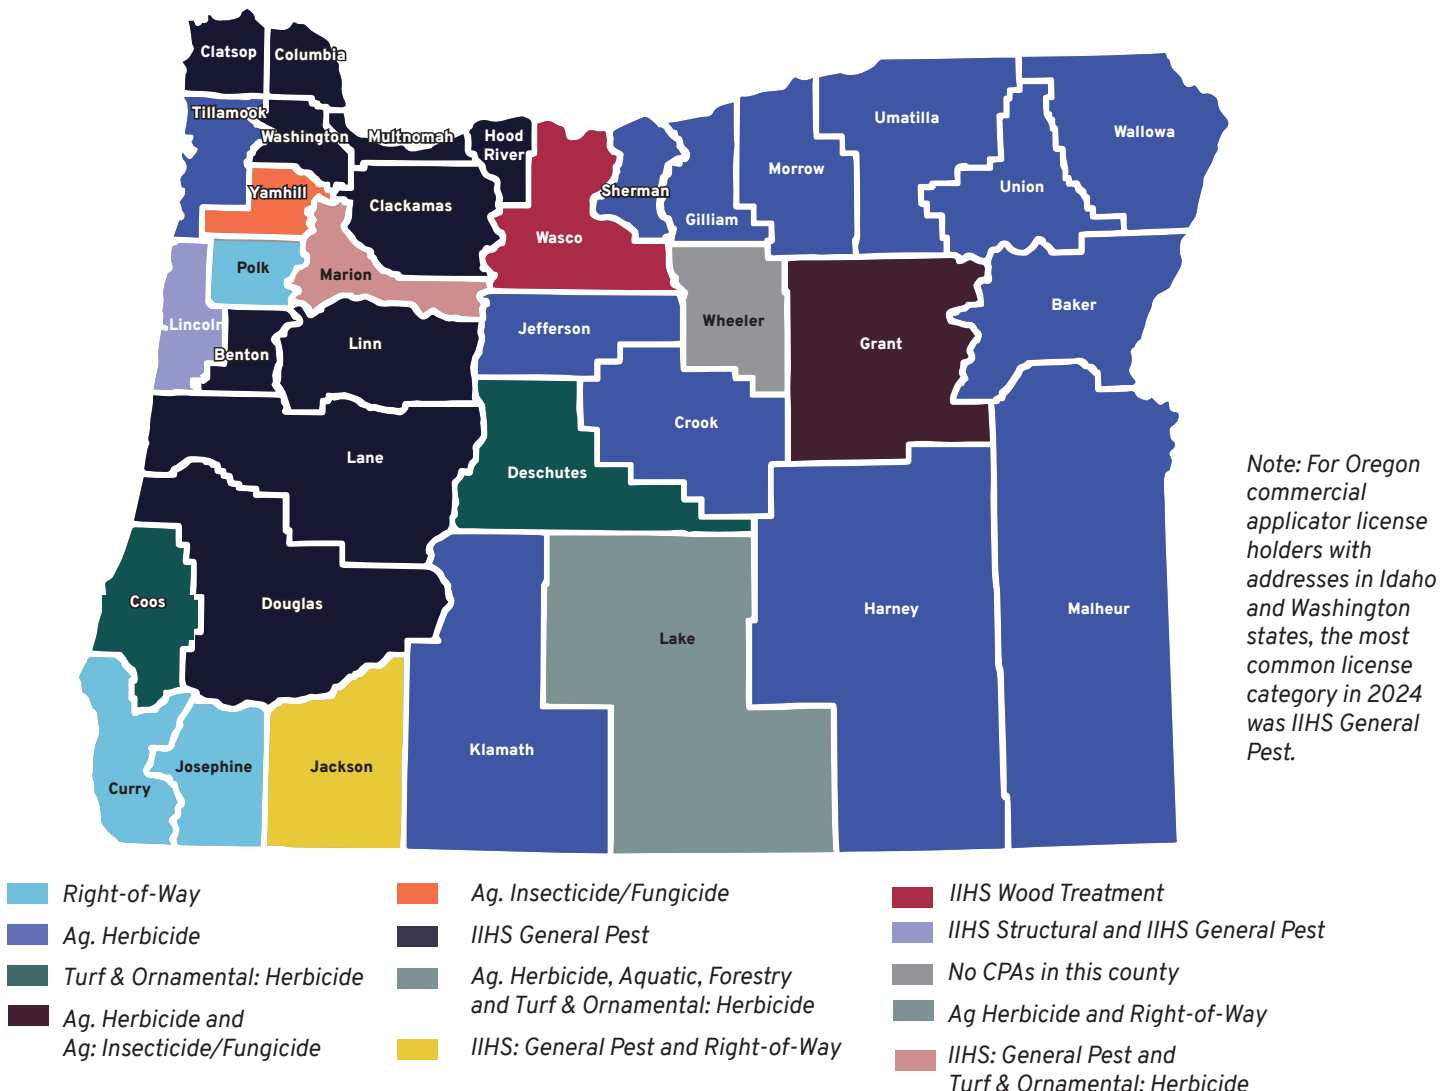 Clatsop
Columbia
Tillamook
Washington
Multnomah
Hood
River
Yamhill
Clackamas
Sherman
Gilliam
Morrow
Umatilla
Union
Wallowa
Wasco
Polk
Marion
Lincoln
Benton
Linn
Jefferson
Wheeler
Grant
Baker
Crook
Lane
Deschutes
Coos
Douglas
Lake
Harney
Malheur
Klamath
Jackson
Josephine
Curry
Note: For Oregon
commercial
applicator license
holders with
addresses in Idaho
and Washington
states, the most
common license
category in 2024
was IIHS General
Pest.
Right-of-Way
Ag. Herbicide
Turf & Ornamental: Herbicide
Ag. Herbicide and
Ag: Insecticide/Fungicide
Ag. Insecticide/Fungicide
IIHS General Pest
Ag. Herbicide, Aquatic, Forestry
and Turf & Ornamental: Herbicide
IIHS: General Pest and Right-of-Way
IIHS Wood Treatment
IIHS Structural and IIHS General Pest
No CPAs in this county
Ag Herbicide and Right-of-Way
IIHS: General Pest and
Turf & Ornamental: Herbicide